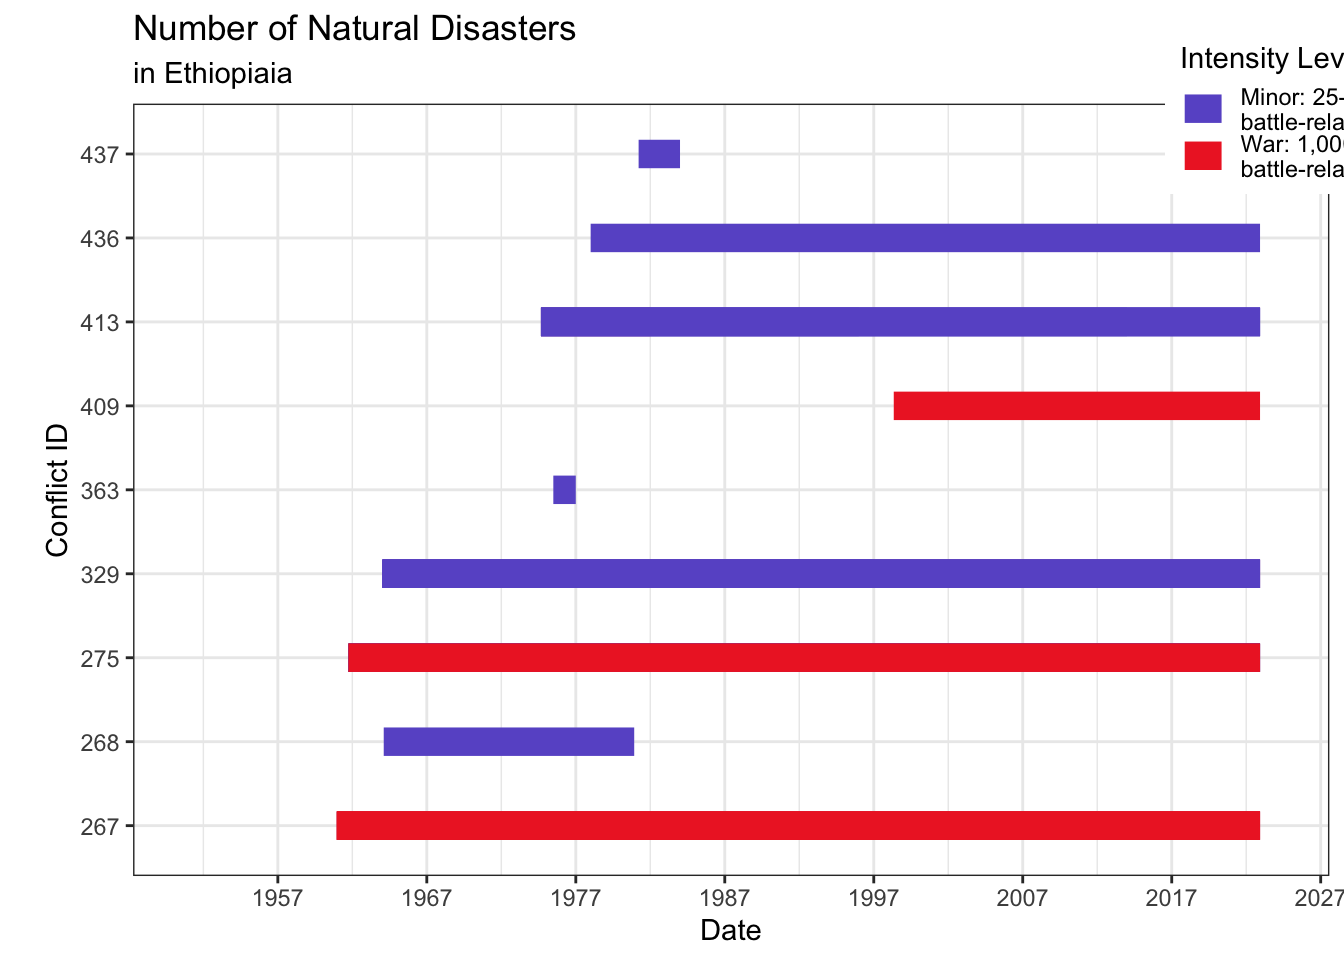 Number of Natural Disasters
in Ethiopiaia
Intensity Lev
Minor: 25-
battle-rela
War: 1,00
battle-rela
437
436
413
409
363
329
275
268
267
Conflict ID
1957 1967 1977 1987 1997 2007 2017 2027
Date